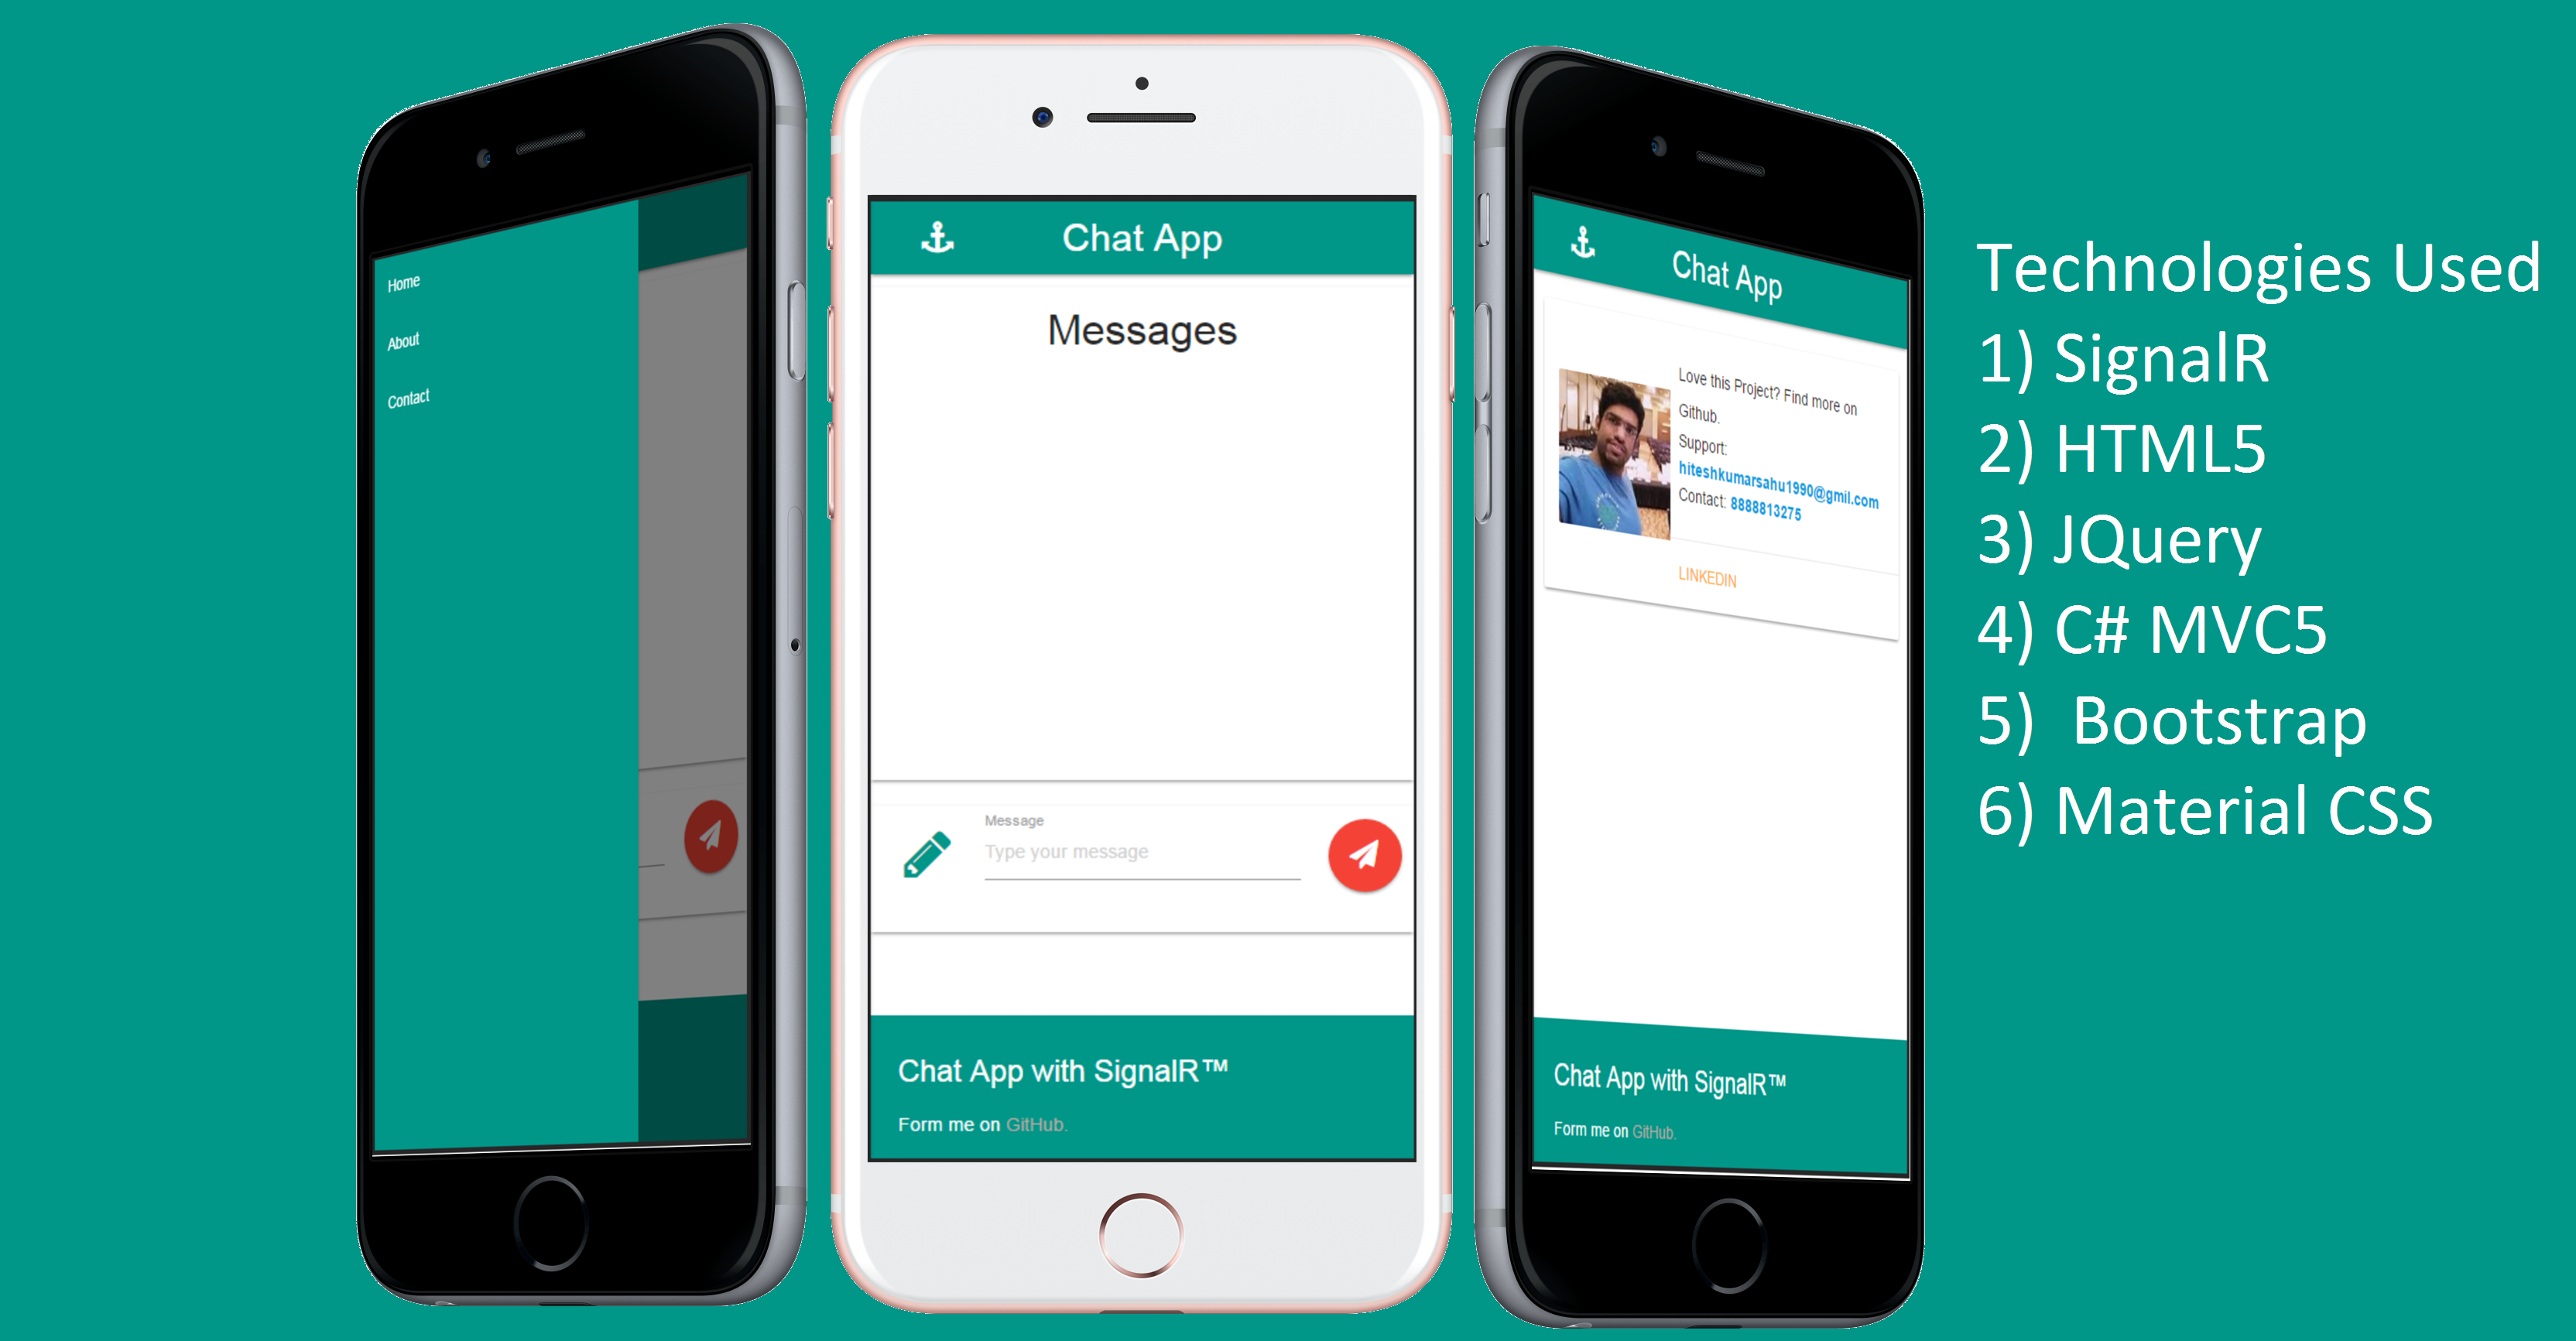 Home
About
Contact
Chat App
Messages
Message
Type your message
Chat App with SignalR™
Form me on GitHub.
Chat App
Love this Project? Find more on
Github.
Support:
hiteshkumarsahu1990@gmil.com
Contact: 8888813275
LINKEDIN
Chat App with SignalR™
Form me on GitHub.
Technologies Used
1) SignalR
2) HTML5
3) JQuery
4) C# MVC5
5)  Bootstrap
6) Material CSS